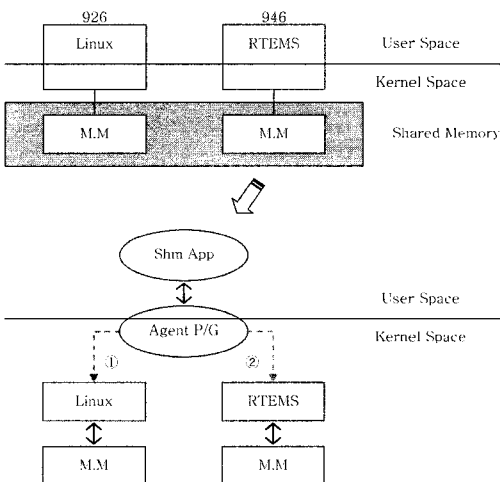 926 946
Linux RTEMS User Space
Kernel Space
M.M M.M Shared Memory
Shm App
User Space
Agent P/G
Kernel Space
① ②
Linux RTEMS
M.M M.M